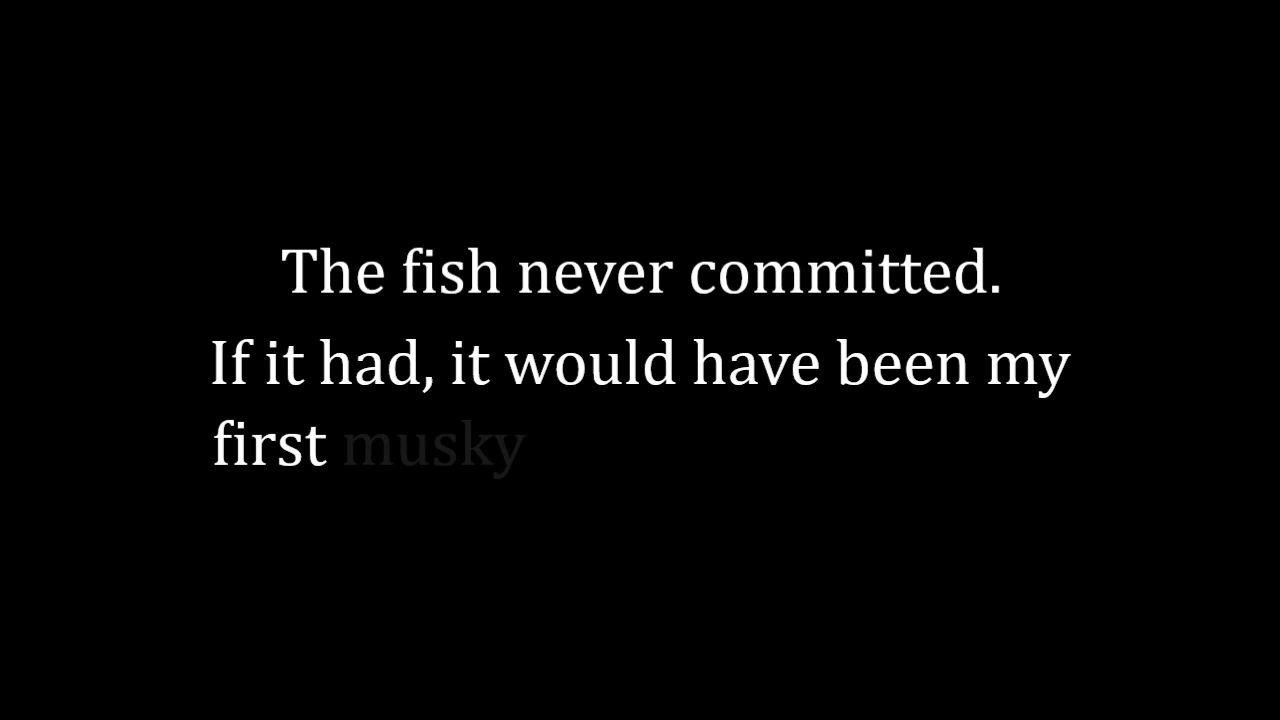 The fish never committed.
If it had, it would have been my
first musky